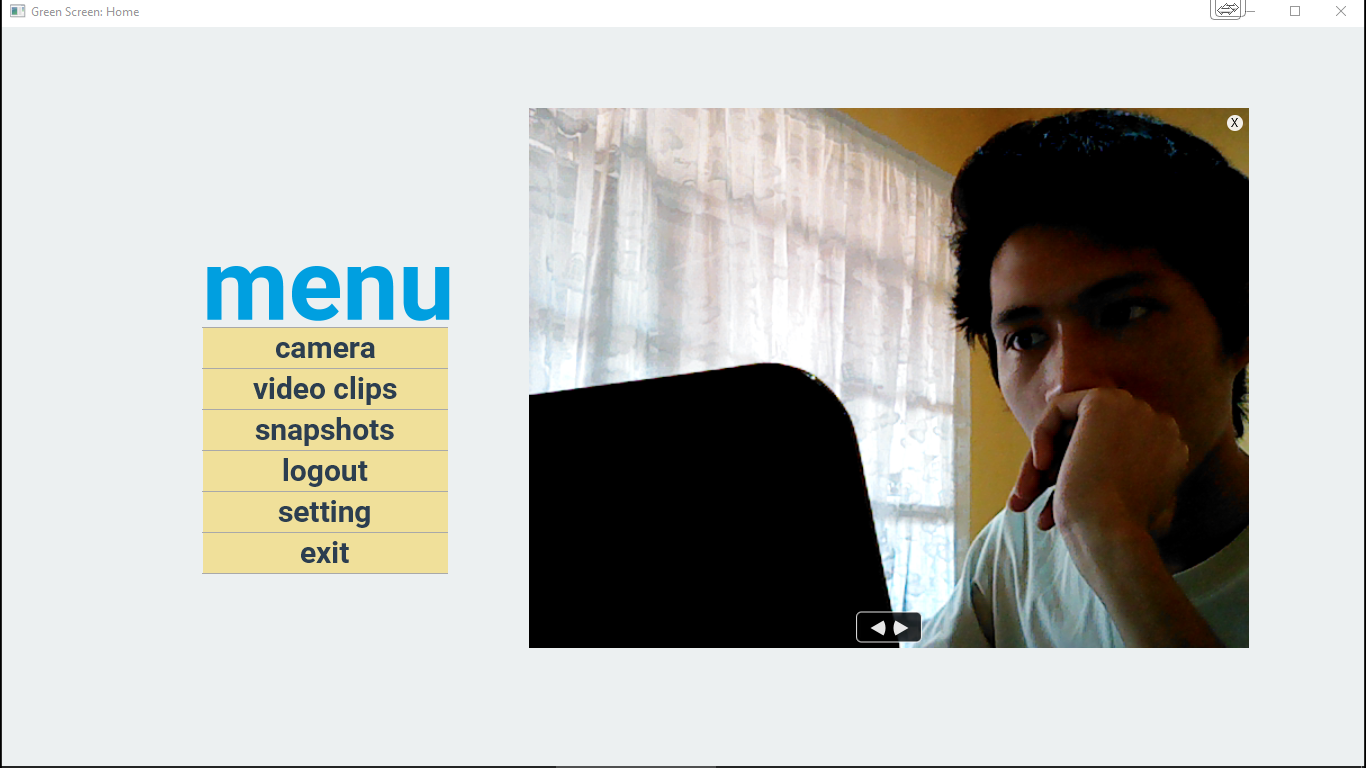 Green Screen: Home
X
menu
camera
video clips
snapshots
logout
setting
exit